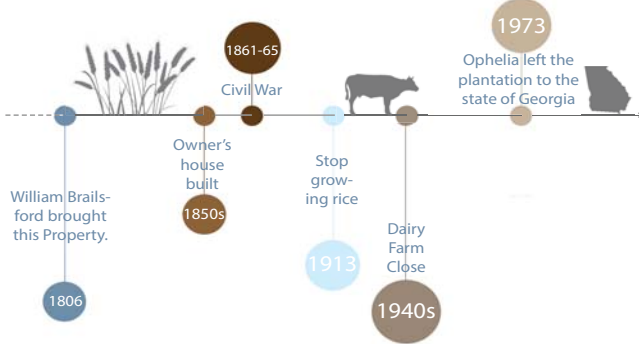 1806
William Brails-
ford brought
this Property.
Owner's
house
built
1850s
1861-65
Civil War
Stop
grow-
ing rice
1913
Dairy
Farm
Close
1940s
1973
Ophelia left the
plantation to the
state of Georgia